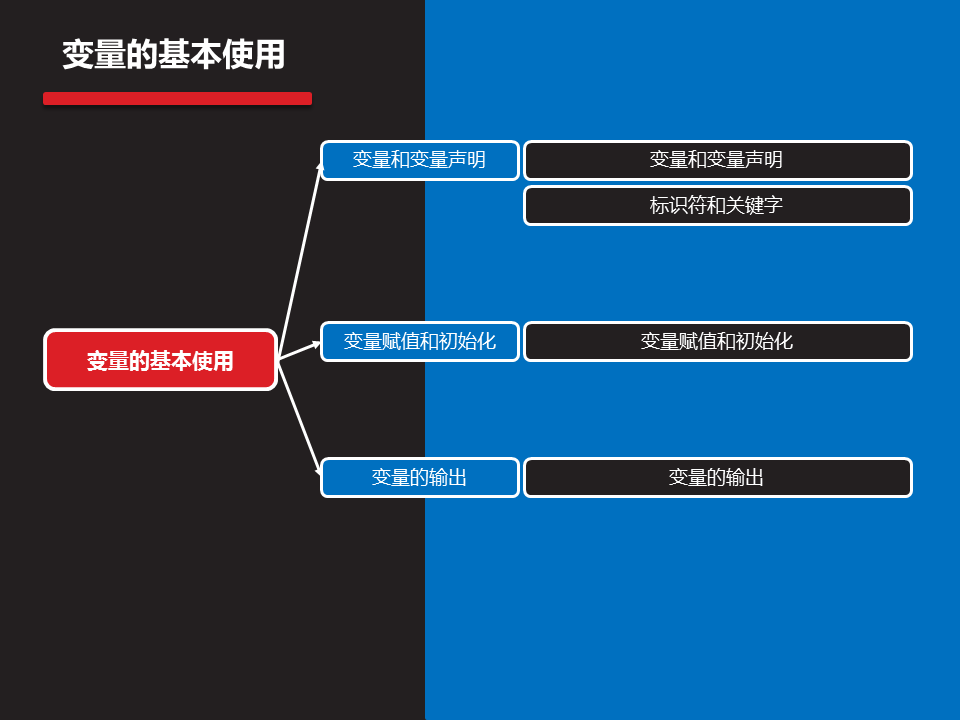 变量的基本使用
变量和变量声明
变量和变量声明
标识符和关键字
变量的基本使用
变量赋值和初始化
变量赋值和初始化
变量的输出
变量的输出